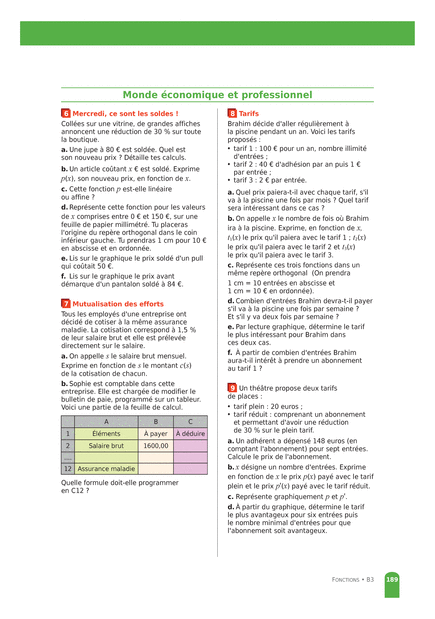 Monde économique et professionnel
6 Mercredi, ce sont les soldes !
Collées sur une vitrine, de grandes affiches
annoncent une réduction de 30 % sur toute
la boutique.
a. Une jupe à 80 € est soldée. Quel est
son nouveau prix ? Détaille tes calculs.
b. Un article coûtant x € est soldé. Exprime
p(x), son nouveau prix, en fonction de x.
c. Cette fonction p est-elle linéaire
ou affine ?
d. Représente cette fonction pour les valeurs
de x comprises entre 0 € et 150 €, sur une
feuille de papier millimétré. Tu placeras
l'origine du repère orthogonal dans le coin
inférieur gauche. Tu prendras 1 cm pour 10 €
en abscisse et en ordonnée.
e. Lis sur le graphique le prix soldé d'un pull
qui coûtait 50 €.
f. Lis sur le graphique le prix avant
démarque d'un pantalon soldé à 84 €.
7 Mutualisation des efforts
Tous les employés d'une entreprise ont
décidé de cotiser à la même assurance
maladie. La cotisation correspond à 1,5 %
de leur salaire brut et elle est prélevée
directement sur le salaire.
a. On appelle x le salaire brut mensuel.
Exprime en fonction de x le montant c(x)
de la cotisation de chacun.
b. Sophie est comptable dans cette
entreprise. Elle est chargée de modifier le
bulletin de paie, programmé sur un tableur.
Voici une partie de la feuille de calcul.
A B C
1 Éléments À payer À déduire
2 Salaire brut 1600,00
....
12 Assurance maladie
Quelle formule doit-elle programmer
en C12 ?
8 Tarifs
Brahim décide d'aller régulièrement à
la piscine pendant un an. Voici les tarifs
proposés :
• tarif 1 : 100 € pour un an, nombre illimité
d'entrées ;
• tarif 2 : 40 € d'adhésion par an puis 1 €
par entrée ;
• tarif 3 : 2 € par entrée.
a. Quel prix paiera-t-il avec chaque tarif, s'il
va à la piscine une fois par mois ? Quel tarif
sera intéressant dans ce cas ?
b. On appelle x le nombre de fois où Brahim
ira à la piscine. Exprime, en fonction de x,
t1(x) le prix qu'il paiera avec le tarif 1 ; t2(x)
le prix qu'il paiera avec le tarif 2 et t3(x)
le prix qu'il paiera avec le tarif 3.
c. Représente ces trois fonctions dans un
même repère orthogonal (On prendra
1 cm = 10 entrées en abscisse et
1 cm = 10 € en ordonnée).
d. Combien d'entrées Brahim devra-t-il payer
s'il va à la piscine une fois par semaine ?
Et s'il y va deux fois par semaine ?
e. Par lecture graphique, détermine le tarif
le plus intéressant pour Brahim dans
ces deux cas.
f. À partir de combien d'entrées Brahim
aura-t-il intérêt à prendre un abonnement
au tarif 1 ?
9 Un théâtre propose deux tarifs
de places :
• tarif plein : 20 euros ;
• tarif réduit : comprenant un abonnement
et permettant d'avoir une réduction
de 30 % sur le plein tarif.
a. Un adhérent a dépensé 148 euros (en
comptant l'abonnement) pour sept entrées.
Calcule le prix de l'abonnement.
b. x désigne un nombre d'entrées. Exprime
en fonction de x le prix p(x) payé avec le tarif
plein et le prix p'(x) payé avec le tarif réduit.
c. Représente graphiquement p et p'.
d. À partir du graphique, détermine le tarif
le plus avantageux pour six entrées puis
le nombre minimal d'entrées pour que
l'abonnement soit avantageux.
FONCTIONS • B3 189